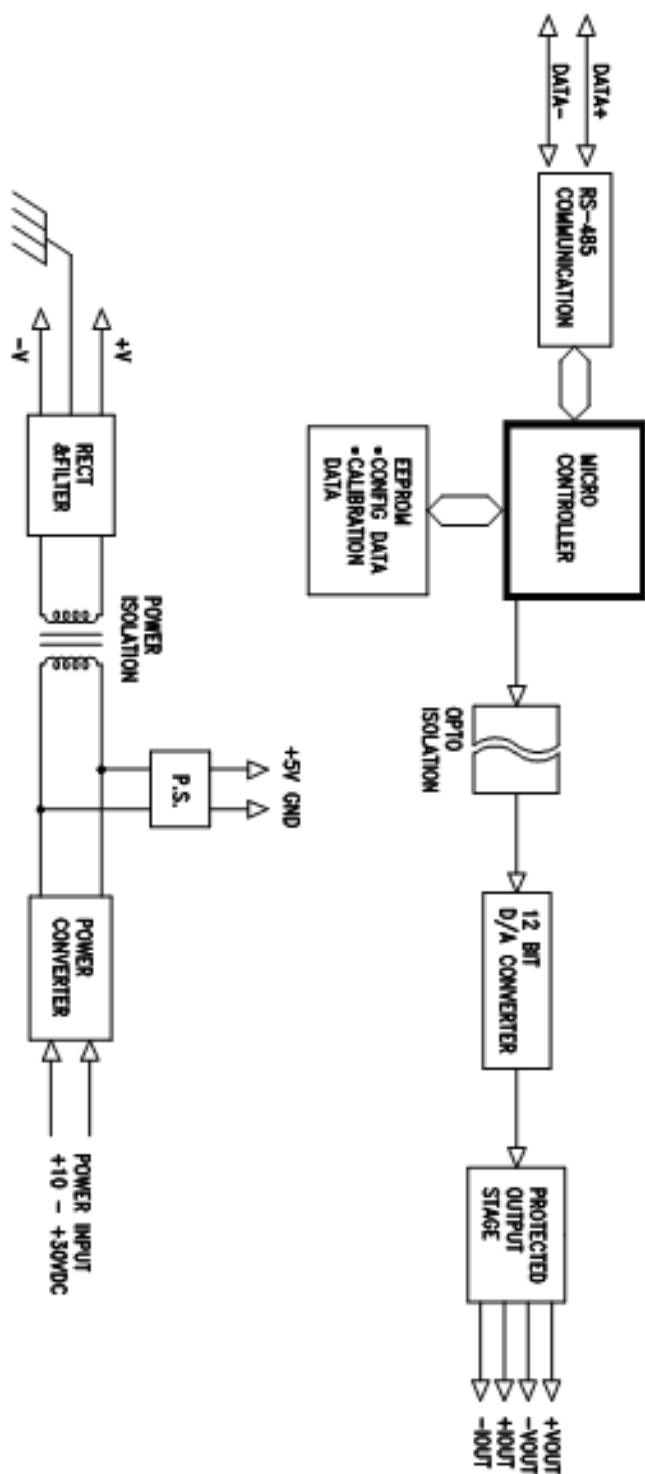 DATA+
DATA-
RS-485
COMMUNICATION
MICRO
CONTROLLER
EEPROM
• CONFIG DATA
• CALIBRATION
DATA
OPTO
ISOLATION
12 BIT
D/A CONVERTER
PROTECTED
OUTPUT
STAGE
+VOUT
-VOUT
+IOUT
-IOUT
+V
-V
RECT
&FILTER
POWER
ISOLATION
+5V GND
P.S.
POWER
CONVERTER
POWER INPUT
+10 - +30VDC